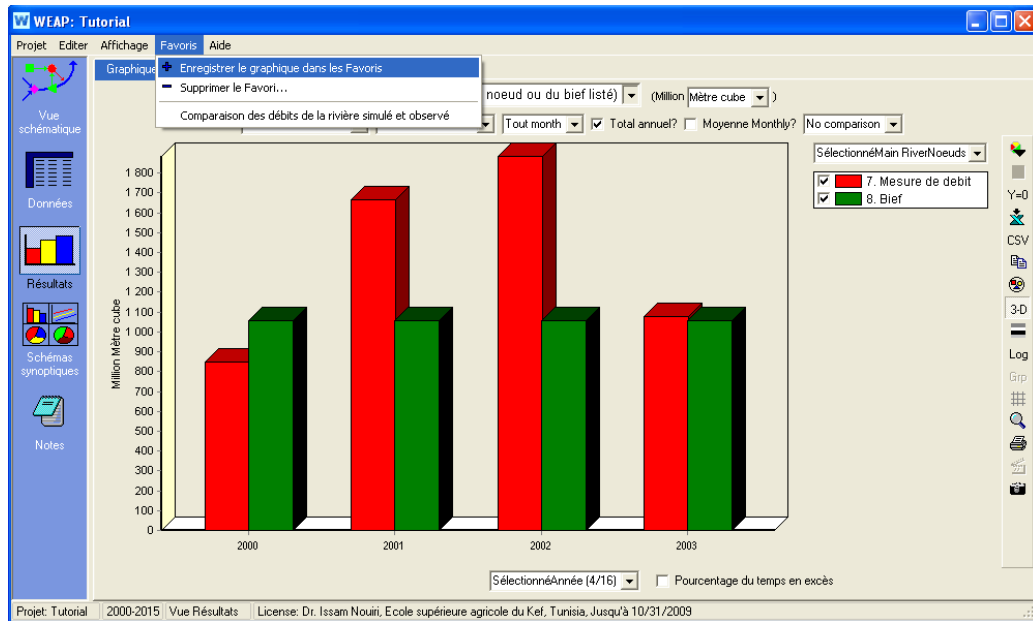 WEAP: Tutorial
Projet Editer Affichage Favoris Aide
Graphique
Enregistrer le graphique dans les Favoris
Supprimer le Favori...
Comparaison des débits de la rivière simulé et observé
noeud ou du bief listé) (Million Mètre cube )
Tout month Total annuel? Moyenne Monthly? No comparison
SélectionnéMain RiverNoeuds
7. Mesure de debit
8. Bief
Vue schématique
Données
Résultats
Schémas synoptiques
Notes
Million Mètre cube
1 800
1 700
1 600
1 500
1 400
1 300
1 200
1 100
1 000
900
800
700
600
500
400
300
200
100
0
2000 2001 2002 2003
Y=0
CSV
3-D
Log
Grp
SélectionnéAnnée (4/16) Pourcentage du temps en excès
Projet: Tutorial 2000-2015 Vue Résultats License: Dr. Issam Nouiri, Ecole supérieure agricole du Kef, Tunisia, Jusqu'à 10/31/2009